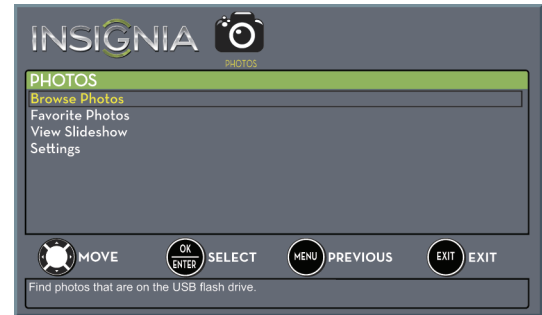 INSIGNIA
PHOTOS
PHOTOS
Browse Photos
Favorite Photos
View Slideshow
Settings
MOVE
OK
ENTER
SELECT
MENU
PREVIOUS
EXIT
EXIT
Find photos that are on the USB flash drive.